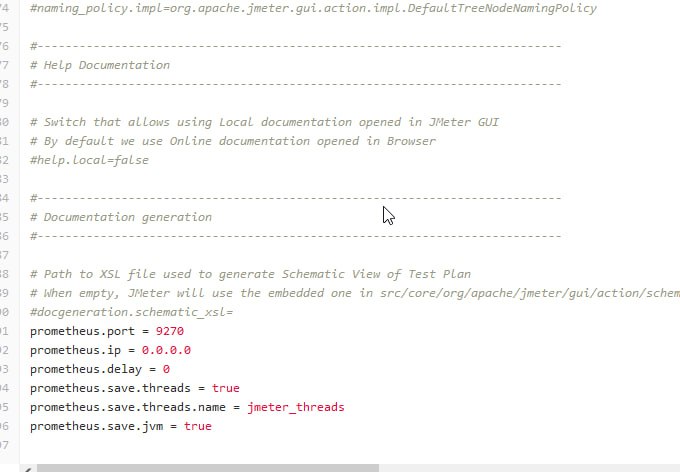 74 #naming_policy.impl=org.apache.jmeter.gui.action.impl.DefaultTreeNodeNamingPolicy
75
76 #--------------------------------------------------------------------------
77 # Help Documentation
78 #--------------------------------------------------------------------------
79
80 # Switch that allows using Local documentation opened in JMeter GUI
81 # By default we use Online documentation opened in Browser
82 #help.local=false
83
84 #--------------------------------------------------------------------------
85 # Documentation generation
86 #--------------------------------------------------------------------------
87
88 # Path to XSL file used to generate Schematic View of Test Plan
89 # When empty, JMeter will use the embedded one in src/core/org/apache/jmeter/gui/action/schem
90 #docgeneration.schematic_xsl=
91 prometheus.port = 9270
92 prometheus.ip = 0.0.0.0
93 prometheus.delay = 0
94 prometheus.save.threads = true
95 prometheus.save.threads.name = jmeter_threads
96 prometheus.save.jvm = true
97